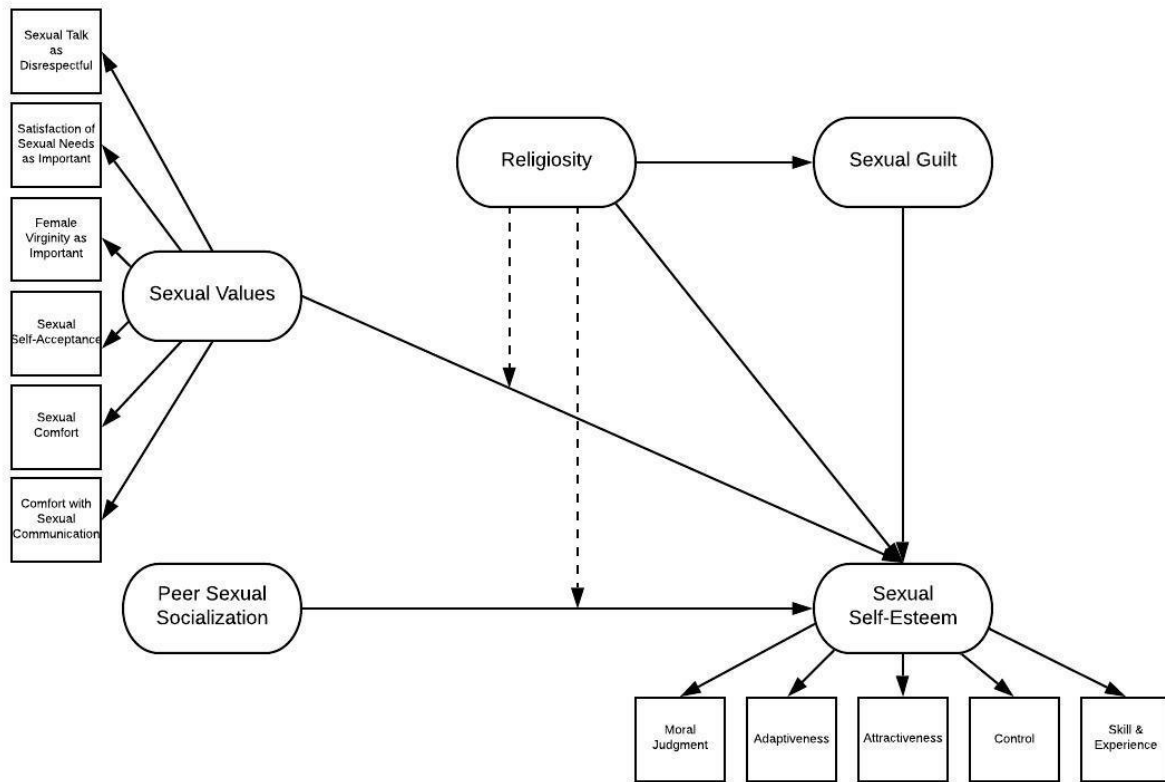 Sexual Talk
as
Disrespectful
Satisfaction of
Sexual Needs
as Important
Female
Virginity as
Important
Sexual
Self-Acceptance
Sexual
Comfort
Comfort with
Sexual
Communication
Sexual Values
Religiosity
Sexual Guilt
Peer Sexual
Socialization
Sexual
Self-Esteem
Moral
Judgment
Adaptiveness
Attractiveness
Control
Skill &
Experience